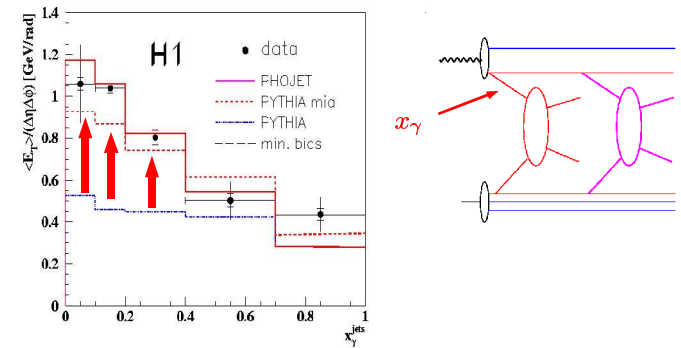 <E_T>/(ΔηΔφ) [GeV/rad]
1.4
1.2
1
0.8
0.6
0.4
0.2
0
H1
data
PHOJET
PYTHIA mia
PYTHIA
min. bics
0 0.2 0.4 0.6 0.8 1
x_γ^jets
x_γ